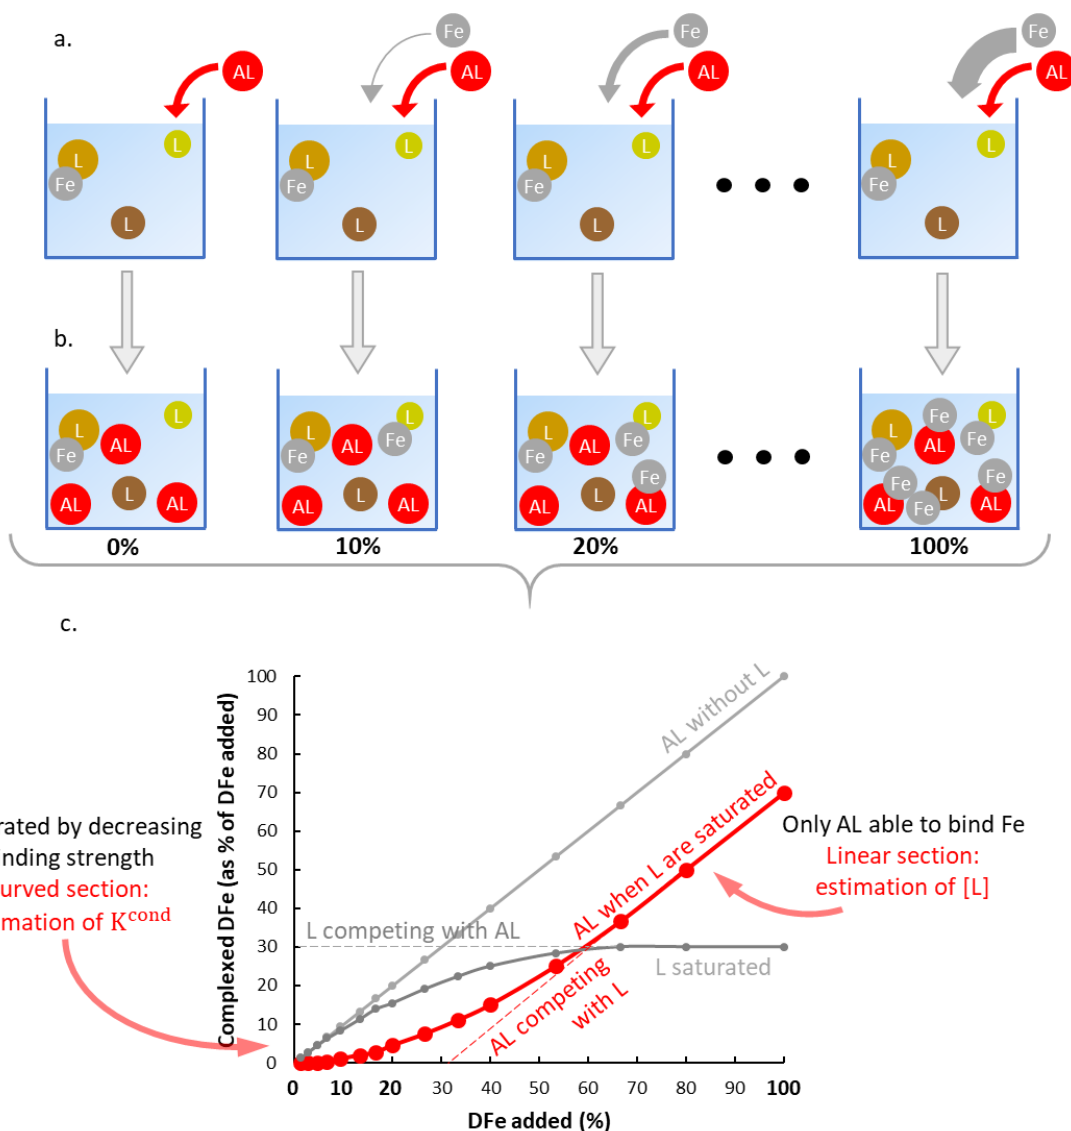 a.
Fe
Fe
Fe
Fe
AL
AL
AL
AL
L
L
L
L
L
L
L
L
Fe
Fe
Fe
Fe
L
L
L
L
b.
L
L
L
L
L
AL
L
AL
Fe
L
AL
Fe
Fe
L
AL
Fe
Fe
Fe
Fe
Fe
Fe
Fe
Fe
AL
L
AL
AL
L
AL
AL
L
AL
AL
L
AL
Fe
0% 10% 20% 100%
c.
Complexed DFe (as % of DFe added)
100
90
80
70
60
50
40
30
20
10
0
0 10 20 30 40 50 60 70 80 90 100
DFe added (%)
AL without L
AL when L are saturated
L competing with AL
L saturated
AL competing
with L
rated by decreasing
inding strength
urved section:
mation of K^cond
Only AL able to bind Fe
Linear section:
estimation of [L]